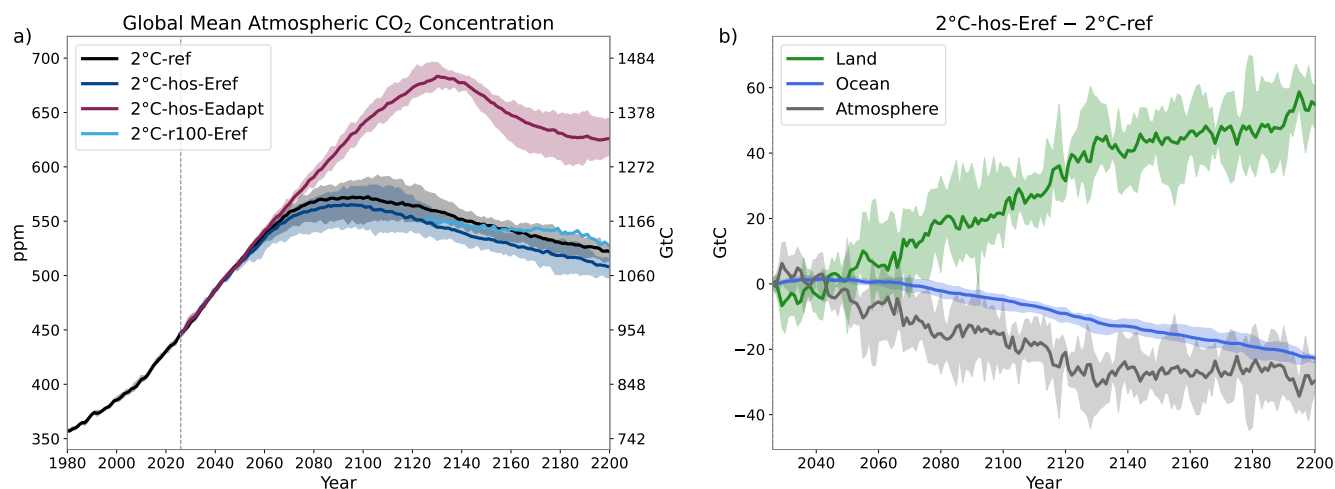 a)
Global Mean Atmospheric CO₂ Concentration
2°C-ref
2°C-hos-Eref
2°C-hos-Eadapt
2°C-r100-Eref
700
650
600
550
500
450
400
350
ppm
1484
1378
1272
1166
1060
954
848
742
GtC
1980 2000 2020 2040 2060 2080 2100 2120 2140 2160 2180 2200
Year
b)
2°C-hos-Eref − 2°C-ref
Land
Ocean
Atmosphere
60
40
20
0
−20
−40
GtC
2040 2060 2080 2100 2120 2140 2160 2180 2200
Year